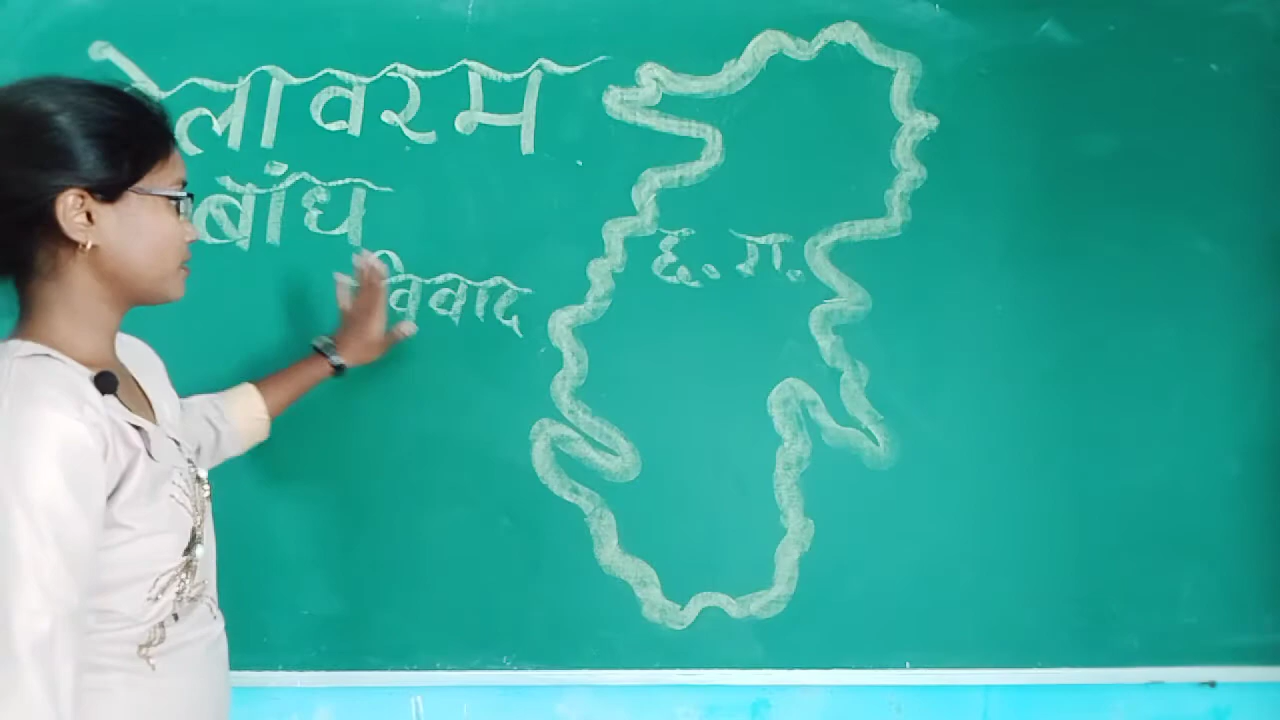 पोलावरम
बांध
विवाद
छ. ग.